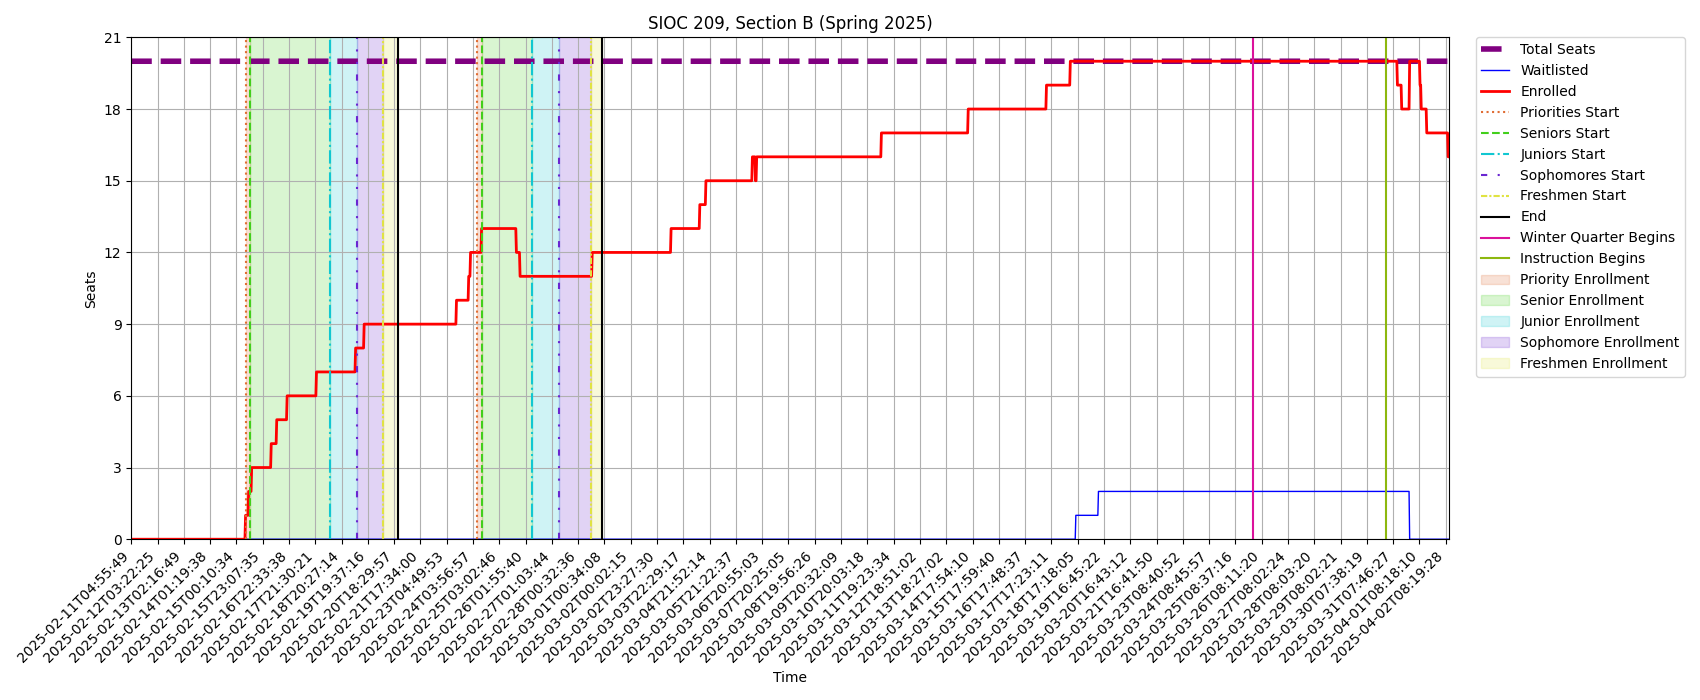 SIOC 209, Section B (Spring 2025)
Seats
21
18
15
12
9
6
3
0
2025-02-11T04:55:49
2025-02-12T03:22:25
2025-02-13T02:16:49
2025-02-14T01:19:38
2025-02-15T00:10:34
2025-02-15T23:07:35
2025-02-16T22:33:38
2025-02-17T21:30:21
2025-02-18T20:27:14
2025-02-19T19:37:16
2025-02-20T18:29:57
2025-02-21T17:34:00
2025-02-23T04:49:53
2025-02-24T03:56:57
2025-02-25T03:02:46
2025-02-26T01:55:40
2025-02-27T01:03:44
2025-02-28T00:32:36
2025-03-01T00:34:08
2025-03-02T00:02:15
2025-03-02T23:27:30
2025-03-03T22:29:17
2025-03-04T21:52:14
2025-03-05T21:22:37
2025-03-06T20:55:03
2025-03-07T20:25:05
2025-03-08T19:56:26
2025-03-09T20:32:09
2025-03-10T20:03:18
2025-03-11T19:23:34
2025-03-12T18:51:02
2025-03-13T18:27:02
2025-03-14T17:54:10
2025-03-15T17:59:40
2025-03-16T17:48:37
2025-03-17T17:23:11
2025-03-18T17:18:05
2025-03-19T16:45:22
2025-03-20T16:43:12
2025-03-21T16:41:50
2025-03-23T08:40:52
2025-03-24T08:45:57
2025-03-25T08:37:16
2025-03-26T08:11:20
2025-03-27T08:02:24
2025-03-28T08:03:20
2025-03-29T08:02:21
2025-03-30T07:38:19
2025-03-31T07:46:27
2025-04-01T08:18:10
2025-04-02T08:19:28
Time
Total Seats
Waitlisted
Enrolled
Priorities Start
Seniors Start
Juniors Start
Sophomores Start
Freshmen Start
End
Winter Quarter Begins
Instruction Begins
Priority Enrollment
Senior Enrollment
Junior Enrollment
Sophomore Enrollment
Freshmen Enrollment